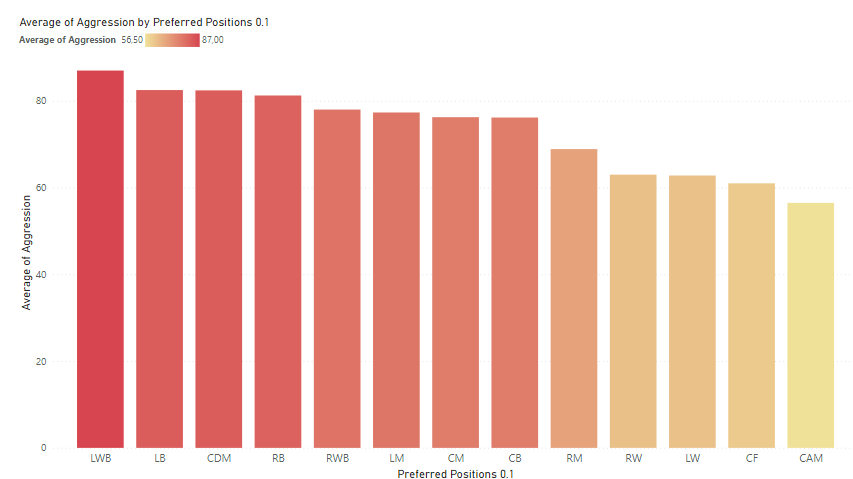 Average of Aggression by Preferred Positions 0.1
Average of Aggression 56,50 87,00
80
60
40
20
0
Average of Aggression
LWB LB CDM RB RWB LM CM CB RM RW LW CF CAM
Preferred Positions 0.1